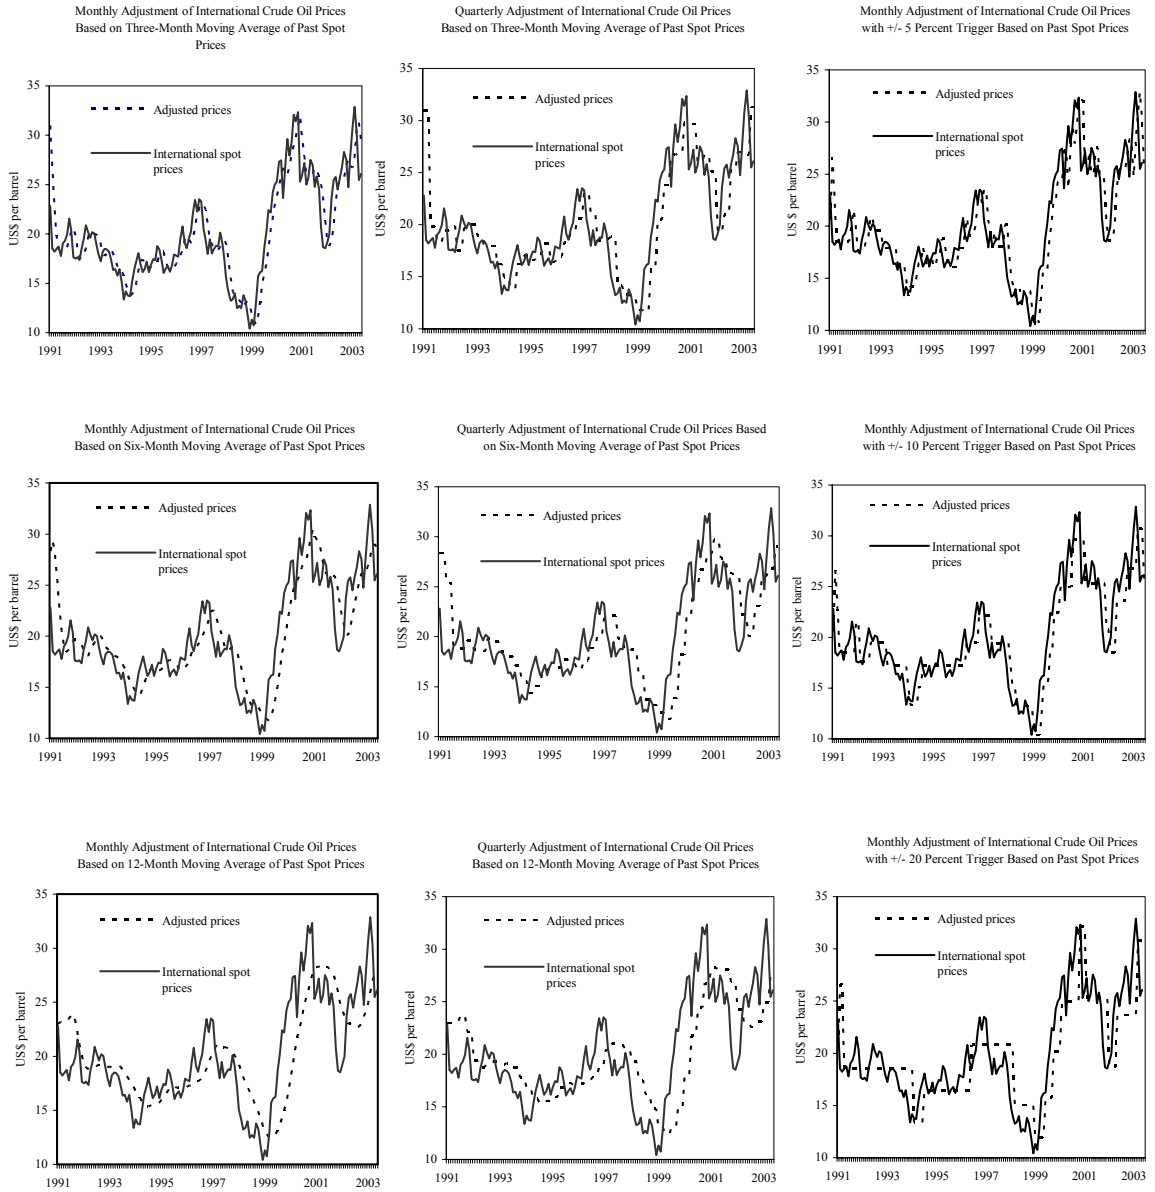 Monthly Adjustment of International Crude Oil Prices
Based on Three-Month Moving Average of Past Spot
Prices
US$ per barrel
35
30
25
20
15
10
Adjusted prices
International spot
prices
1991 1993 1995 1997 1999 2001 2003
Quarterly Adjustment of International Crude Oil Prices
Based on Three-Month Moving Average of Past Spot Prices
US$ per barrel
35
30
25
20
15
10
Adjusted prices
International spot
prices
1991 1993 1995 1997 1999 2001 2003
Monthly Adjustment of International Crude Oil Prices
with +/- 5 Percent Trigger Based on Past Spot Prices
US $ per barrel
35
30
25
20
15
10
Adjusted prices
International spot
prices
1991 1993 1995 1997 1999 2001 2003
Monthly Adjustment of International Crude Oil Prices
Based on Six-Month Moving Average of Past Spot Prices
US$ per barrel
35
30
25
20
15
10
Adjusted prices
International spot
prices
1991 1993 1995 1997 1999 2001 2003
Quarterly Adjustment of International Crude Oil Prices Based
on Six-Month Moving Average of Past Spot Prices
US$ per barrel
35
30
25
20
15
10
Adjusted prices
International spot prices
1991 1993 1995 1997 1999 2001 2003
Monthly Adjustment of International Crude Oil Prices
with +/- 10 Percent Trigger Based on Past Spot Prices
US$ per barrel
35
30
25
20
15
10
Adjusted prices
International spot
prices
1991 1993 1995 1997 1999 2001 2003
Monthly Adjustment of International Crude Oil Prices
Based on 12-Month Moving Average of Past Spot Prices
US$ per barrel
35
30
25
20
15
10
Adjusted prices
International spot
prices
1991 1993 1995 1997 1999 2001 2003
Quarterly Adjustment of International Crude Oil Prices
Based on 12-Month Moving Average of Past Spot Prices
US$ per barrel
35
30
25
20
15
10
Adjusted prices
International spot
prices
1991 1993 1995 1997 1999 2001 2003
Monthly Adjustment of International Crude Oil Prices
with +/- 20 Percent Trigger Based on Past Spot Prices
US$ per barrel
35
30
25
20
15
10
Adjusted prices
International spot
prices
1991 1993 1995 1997 1999 2001 2003